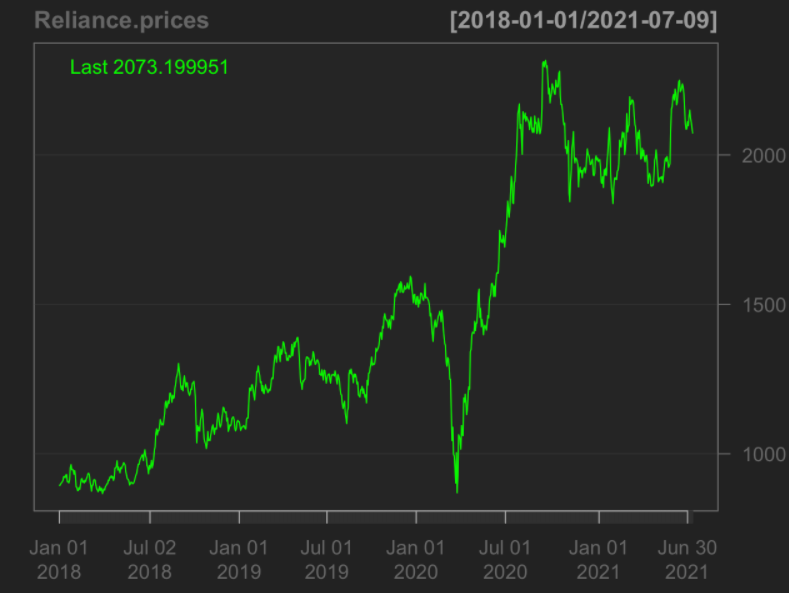 Reliance.prices [2018-01-01/2021-07-09]
Last 2073.199951
2000
1500
1000
Jan 01 Jul 02 Jan 01 Jul 01 Jan 01 Jul 01 Jan 01 Jun 30
2018 2018 2019 2019 2020 2020 2021 2021